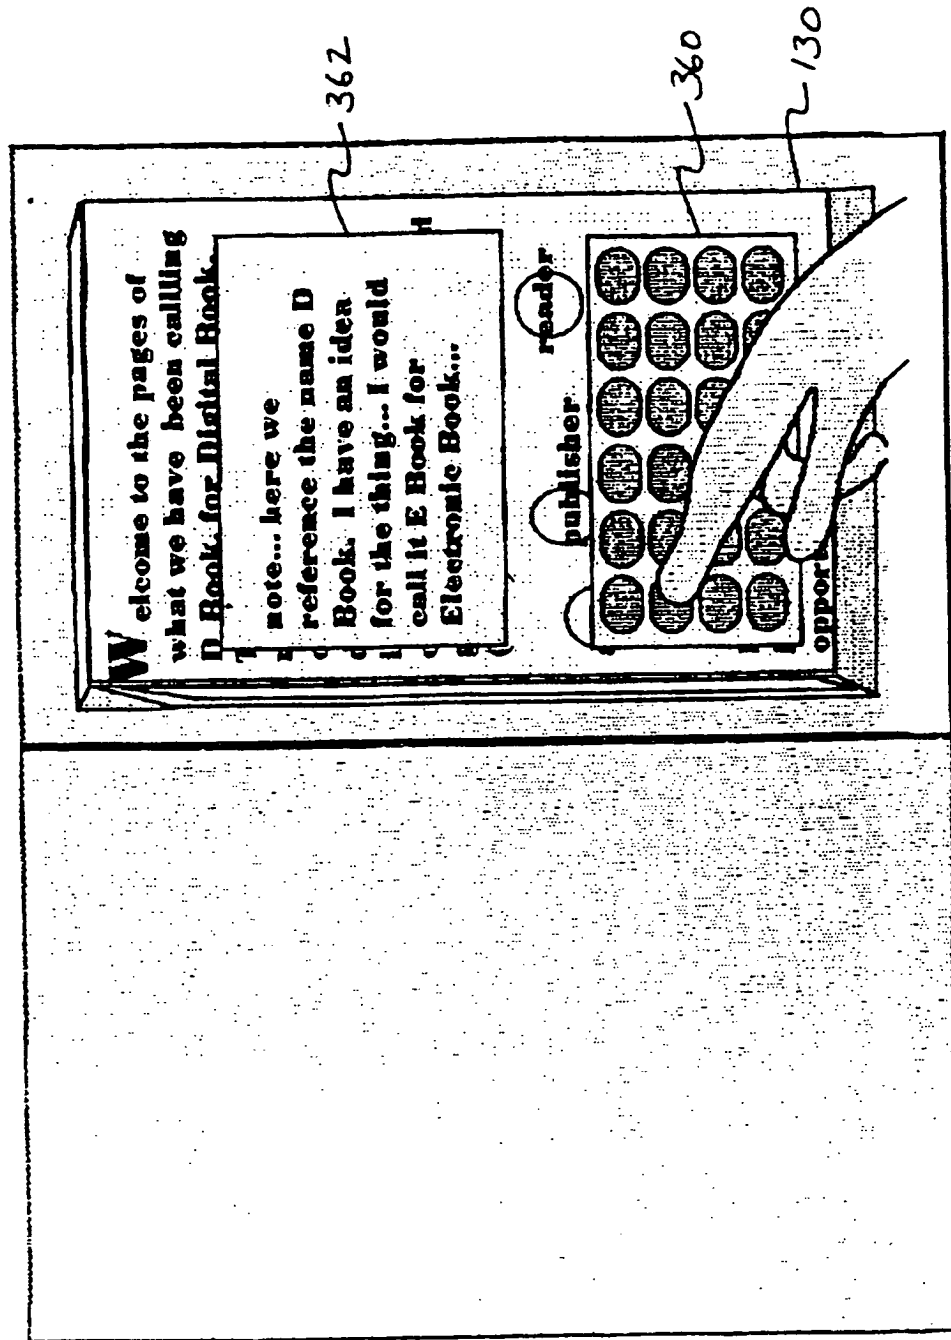 Welcome to the pages of
what we have been callling
D Book, for Digital Book.
note... here we
reference the name D
Book. I have an idea
for the thing... I would
call it E Book for
Electronic Book...
publisher
reader
opport
362
360
130